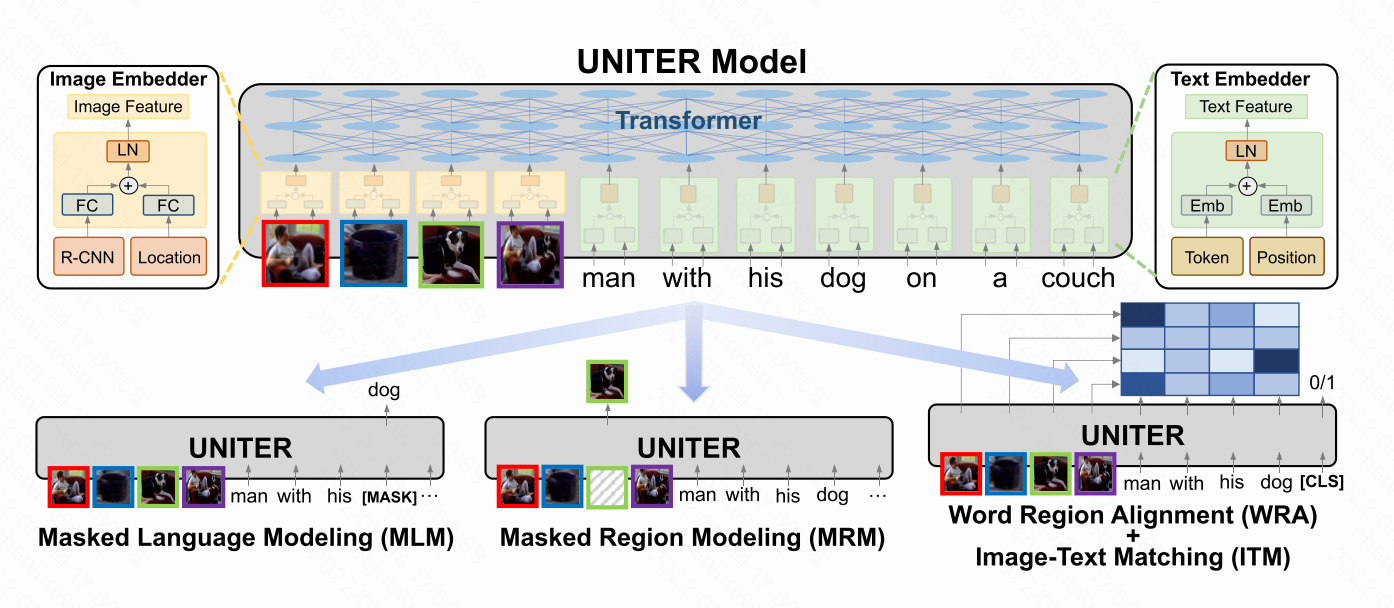 UNITER Model
Image Embedder
Image Feature
LN
+
FC
FC
R-CNN
Location
Transformer
Text Embedder
Text Feature
LN
+
Emb
Emb
Token
Position
man with his dog on a couch
dog
UNITER
man with his [MASK] ...
Masked Language Modeling (MLM)
UNITER
man with his dog ...
Masked Region Modeling (MRM)
0/1
UNITER
man with his dog [CLS]
Word Region Alignment (WRA)
+
Image-Text Matching (ITM)